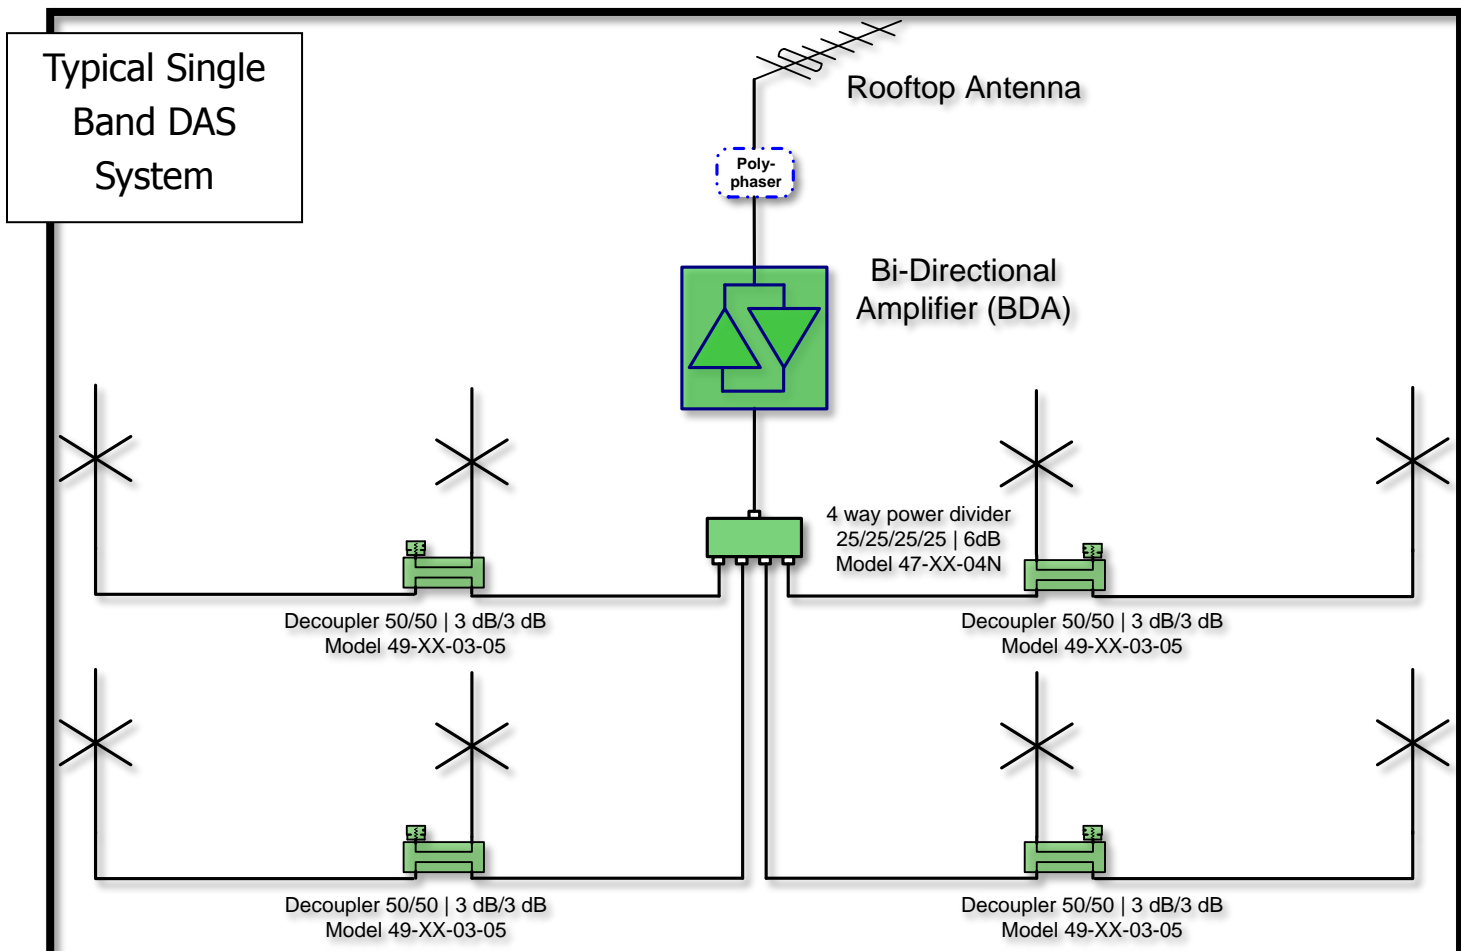 Typical Single
Band DAS
System
Rooftop Antenna
Poly-
phaser
Bi-Directional
Amplifier (BDA)
4 way power divider
25/25/25/25 | 6dB
Model 47-XX-04N
Decoupler 50/50 | 3 dB/3 dB
Model 49-XX-03-05
Decoupler 50/50 | 3 dB/3 dB
Model 49-XX-03-05
Decoupler 50/50 | 3 dB/3 dB
Model 49-XX-03-05
Decoupler 50/50 | 3 dB/3 dB
Model 49-XX-03-05